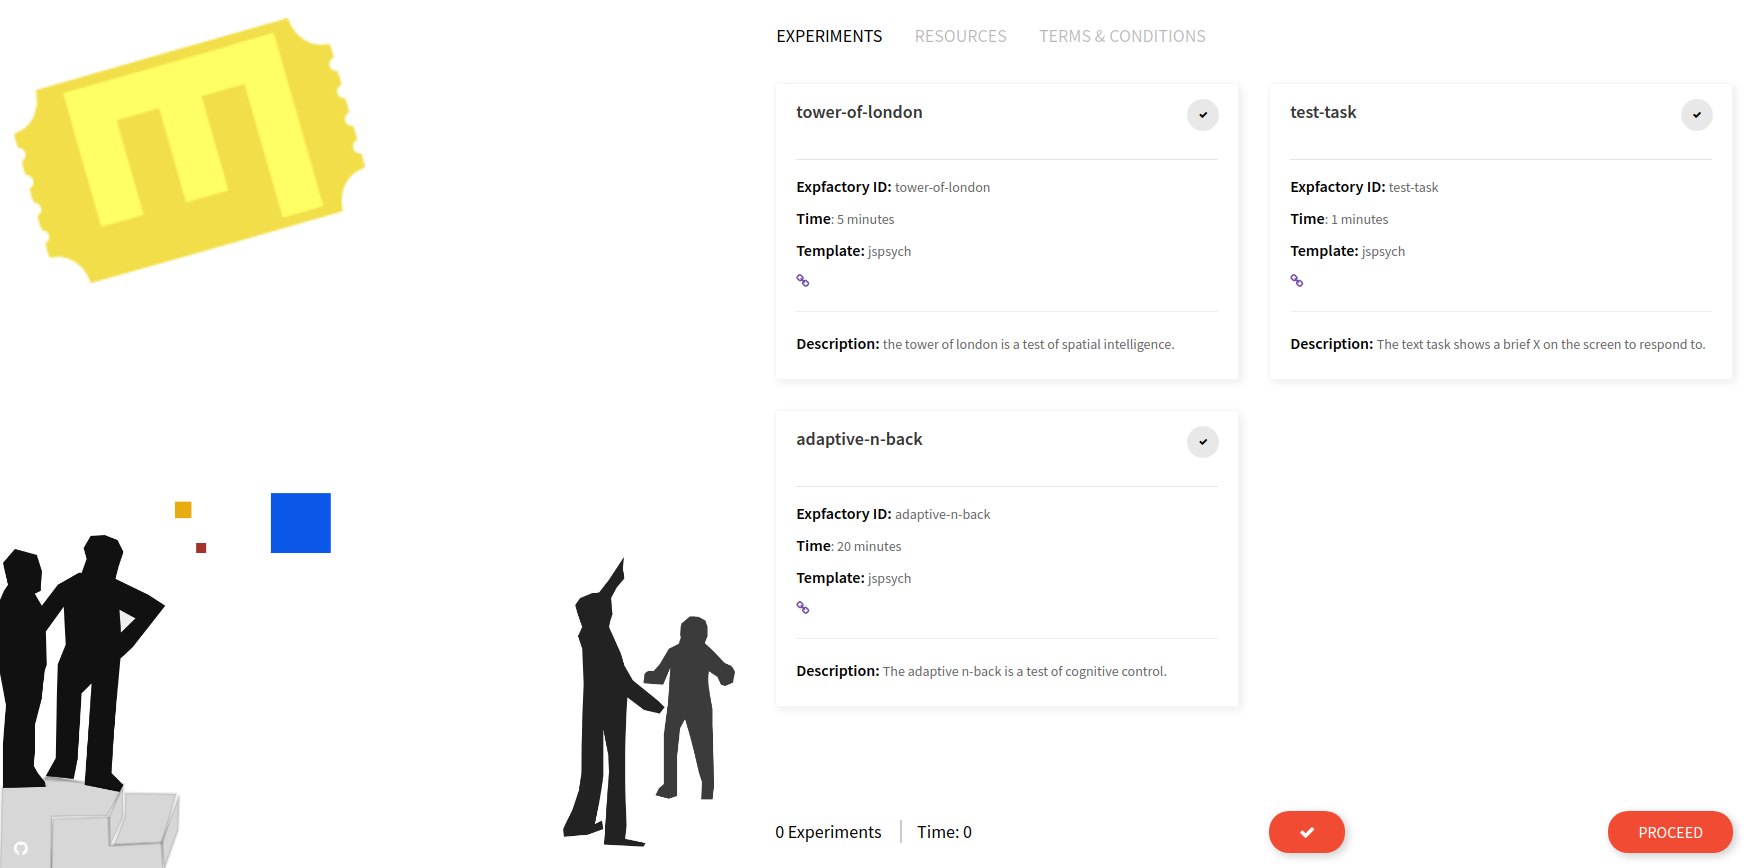 EXPERIMENTS RESOURCES TERMS & CONDITIONS
tower-of-london
Expfactory ID: tower-of-london
Time: 5 minutes
Template: jspsych
Description: the tower of london is a test of spatial intelligence.
test-task
Expfactory ID: test-task
Time: 1 minutes
Template: jspsych
Description: The text task shows a brief X on the screen to respond to.
adaptive-n-back
Expfactory ID: adaptive-n-back
Time: 20 minutes
Template: jspsych
Description: The adaptive n-back is a test of cognitive control.
0 Experiments Time: 0
PROCEED